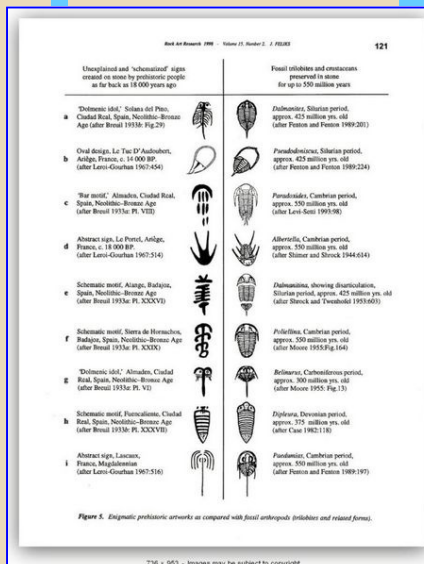 Rock Art Research 1998 - Volume 15, Number 2. J. FELIKS
121
Unexplained and 'schematized' signs
created on stone by prehistoric people
as far back as 18 000 years ago
Fossil trilobites and crustaceans
preserved in stone
for up to 550 million years
a
'Dolmenic idol,' Solana del Pino,
Ciudad Real, Spain, Neolithic–Bronze
Age (after Breuil 1933b: Fig.29)
Dalmanites, Silurian period,
approx. 425 million yrs. old
(after Fenton and Fenton 1989:201)
b
Oval design, Le Tuc D'Audoubert,
Ariège, France, c. 14 000 BP.
(after Leroi-Gourhan 1967:454)
Pseudodoniscus, Silurian period,
approx. 425 million yrs. old
(after Fenton and Fenton 1989:224)
c
'Bar motif,' Almaden, Ciudad Real,
Spain, Neolithic–Bronze Age
(after Breuil 1933a: Pl. VIII)
Paradoxides, Cambrian period,
approx. 550 million yrs. old
(after Levi-Setti 1993:98)
d
Abstract sign, Le Portel, Ariège,
France, c. 18 000 BP.
(after Leroi-Gourhan 1967:514)
Albertella, Cambrian period,
approx. 550 million yrs. old
(after Shimer and Shrock 1944:614)
e
Schematic motif, Alange, Badajoz,
Spain, Neolithic–Bronze Age
(after Breuil 1933a: Pl. XXXVI)
Dalmanitina, showing disarticulation,
Silurian period, approx. 425 million yrs. old
(after Shrock and Twenhofel 1953:603)
f
Schematic motif, Sierra de Hornachos,
Badajoz, Spain, Neolithic–Bronze Age
(after Breuil 1933a: Pl. XXIX)
Poliellina, Cambrian period,
approx. 550 million yrs. old
(after Moore 1955:Fig.164)
g
'Dolmenic idol,' Almaden, Ciudad
Real, Spain, Neolithic–Bronze Age
(after Breuil 1933a: Pl. VI)
Belinurus, Carboniferous period,
approx. 300 million yrs. old
(after Moore 1955: Fig.13)
h
Schematic motif, Fuencaliente, Ciudad
Real, Spain, Neolithic–Bronze Age
(after Breuil 1933b: Pl. XXXVII)
Dipleura, Devonian period,
approx. 375 million yrs. old
(after Case 1982:118)
i
Abstract sign, Lascaux,
France, Magdalenian
(after Leroi-Gourhan 1967:516)
approx. 550 million yrs. old
(after Fenton and Fenton 1989:197)
Figure 5. Enigmatic prehistoric artworks as compared with fossil arthropods (trilobites and related forms).
736 × 952 - Images may be subject to copyright